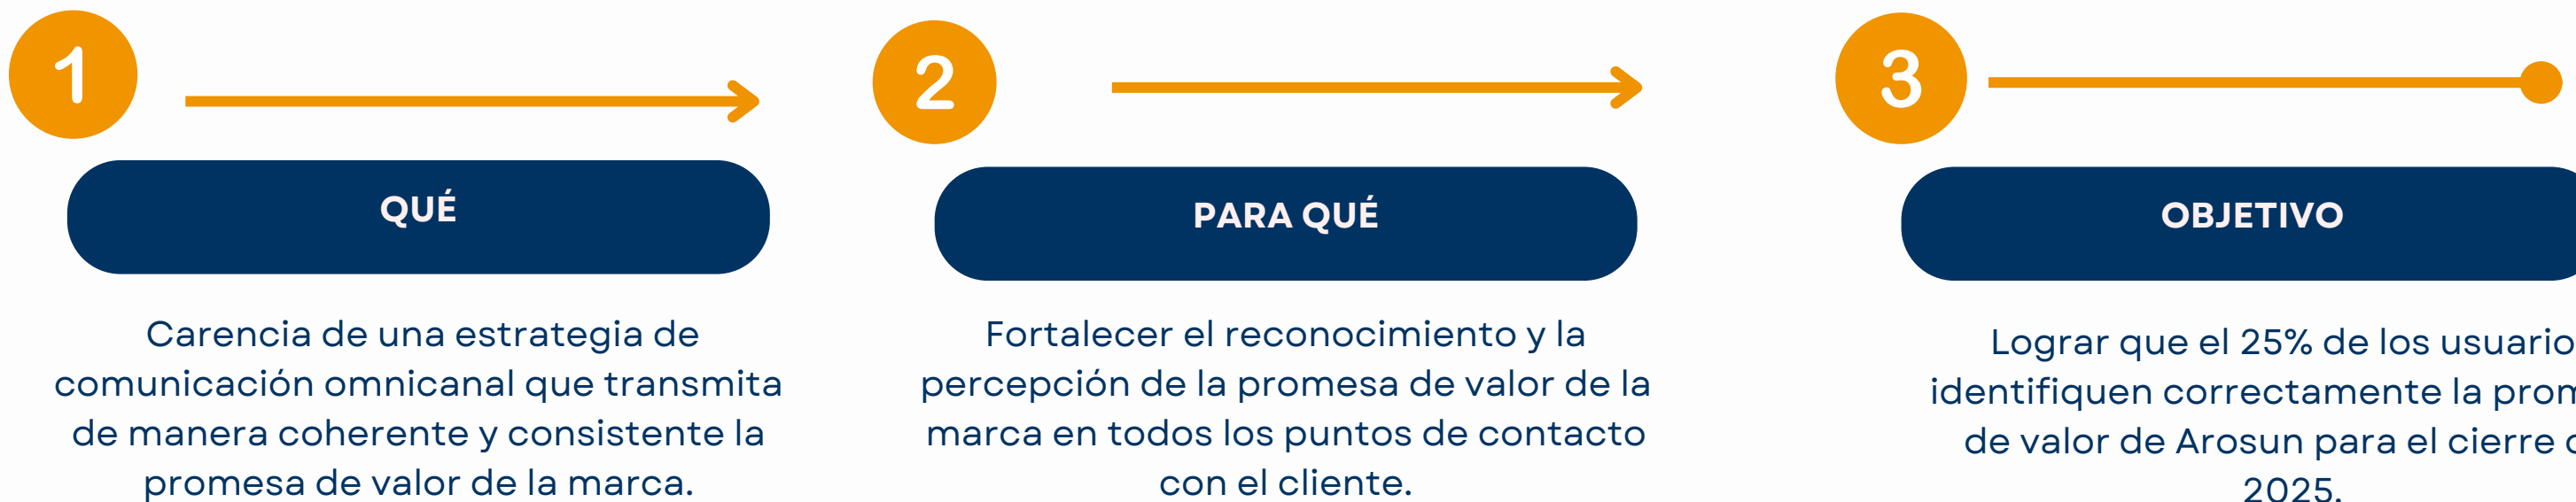 1
QUÉ
Carencia de una estrategia de
comunicación omnicanal que transmita
de manera coherente y consistente la
promesa de valor de la marca.
2
PARA QUÉ
Fortalecer el reconocimiento y la
percepción de la promesa de valor de la
marca en todos los puntos de contacto
con el cliente.
3
OBJETIVO
Lograr que el 25% de los usuario
identifiquen correctamente la
de valor de Arosun para el cierre
2025.